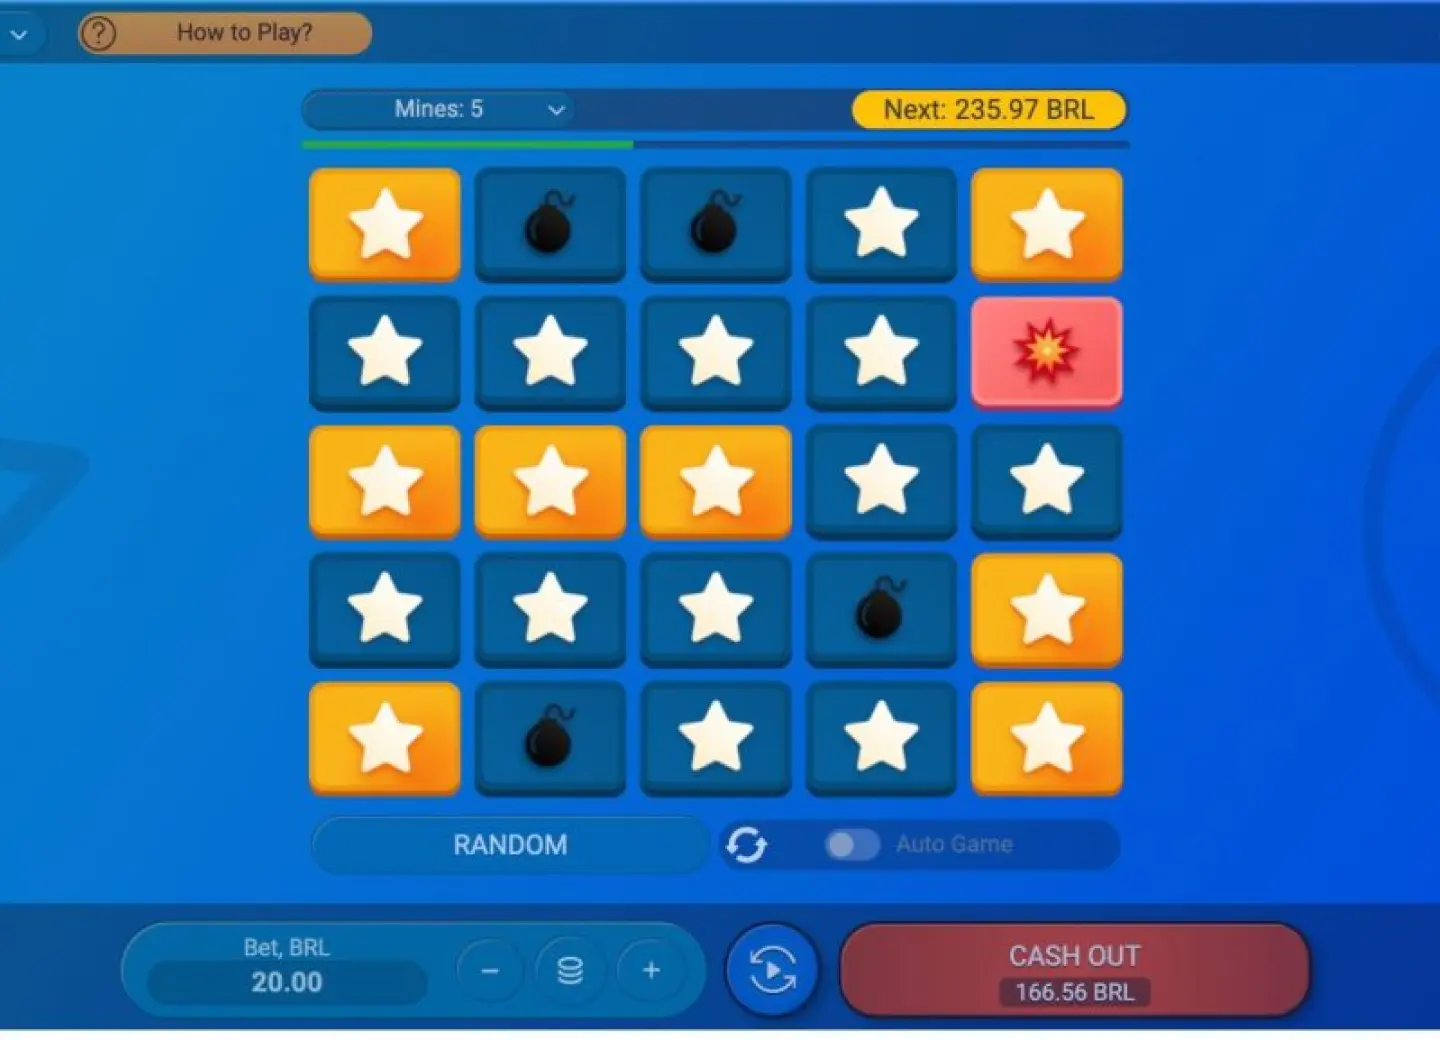 How to Play?
Mines: 5
Next: 235.97 BRL
RANDOM
Auto Game
Bet, BRL
20.00
CASH OUT
166.56 BRL